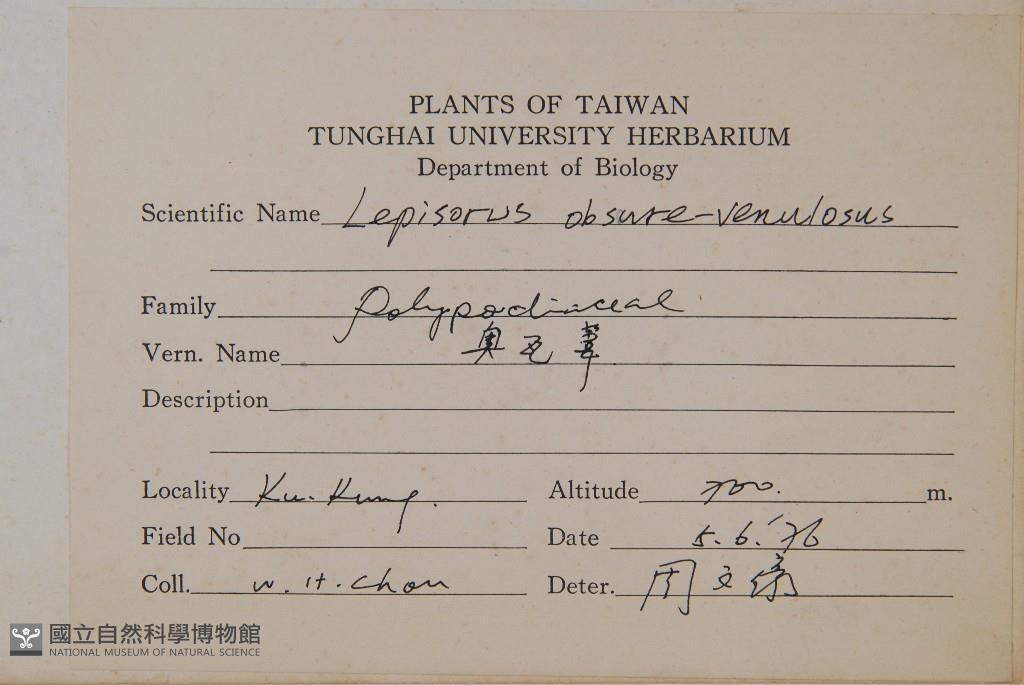 PLANTS OF TAIWAN
TUNGHAI UNIVERSITY HERBARIUM
Department of Biology
Scientific Name Lepisorus obsure-venulosus
Family Polypodiaceae
Vern. Name 奧瓦葦
Description
Locality Ku-Kung. Altitude 700. m.
Field No Date 5.6.'76
Coll. W. H. Chou Deter. 周文
國立自然科學博物館
NATIONAL MUSEUM OF NATURAL SCIENCE